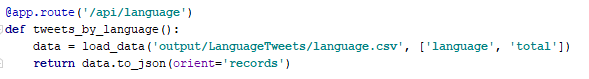 @app.route('/api/language')
def tweets_by_language():
    data = load_data('output/LanguageTweets/language.csv', ['language', 'total'])
    return data.to_json(orient='records')